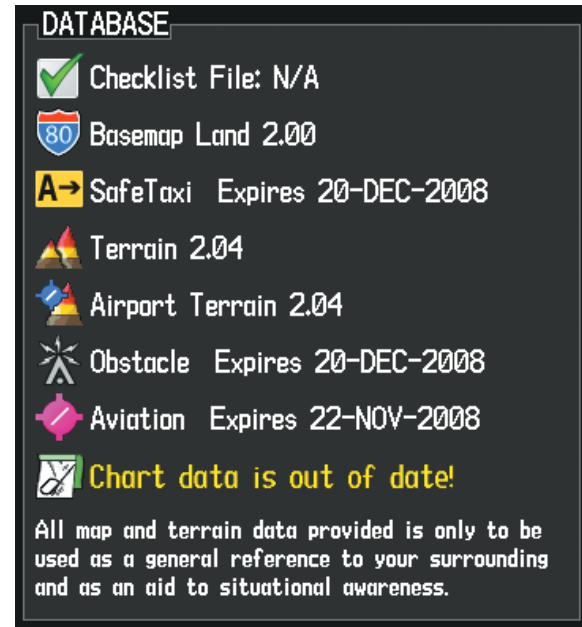 DATABASE
Checklist File: N/A
80 Basemap Land 2.00
A→ SafeTaxi Expires 20-DEC-2008
Terrain 2.04
Airport Terrain 2.04
Obstacle Expires 20-DEC-2008
Aviation Expires 22-NOV-2008
Chart data is out of date!
All map and terrain data provided is only to be
used as a general reference to your surrounding
and as an aid to situational awareness.